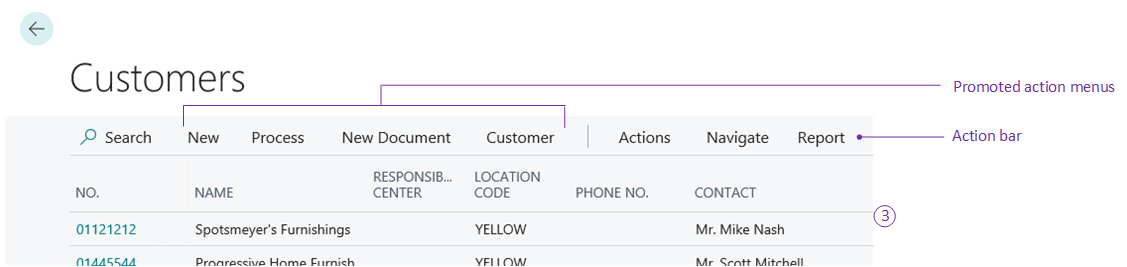 Customers
Promoted action menus
Search New Process New Document Customer Actions Navigate Report
Action bar
NO. NAME RESPONSIB... CENTER LOCATION CODE PHONE NO. CONTACT
3
01121212 Spotsmeyer's Furnishings YELLOW Mr. Mike Nash
01445544 Progressive Home Furnish YELLOW Mr. Scott Mitchell